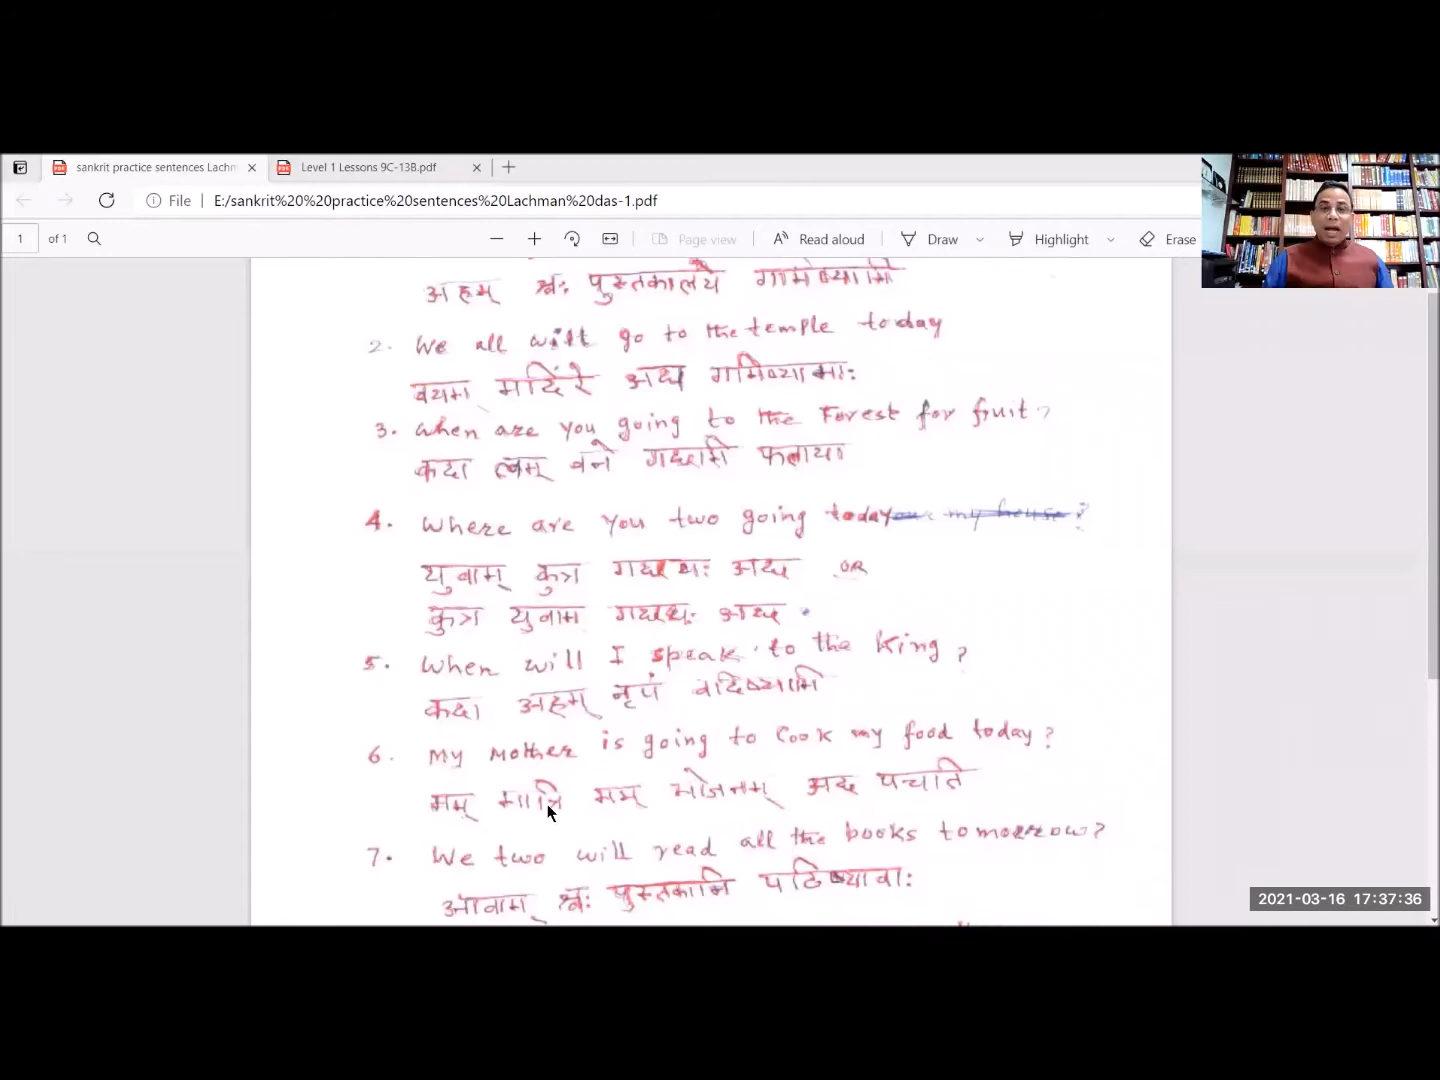 sankrit practice sentences Lachm
Level 1 Lessons 9C-13B.pdf
File
E:/sankrit%20%20practice%20sentences%20Lachman%20das-1.pdf
1 of 1
Page view
Read aloud
Draw
Highlight
Erase
अहम् श्वः पुस्तकालये गामिष्यामि
2. We all will go to the temple today
वयम मंदिरे अद्य गमिष्यामाः
3. When are you going to the Forest for fruit?
कदा त्वम् वने गच्छामि फलाया
4. Where are you two going today my house ?
युवाम् कुत्र गच्छथः अद्य OR
कुत्र युवाम गच्छथः अद्य
5. When will I speak to the King ?
कदा अहम् नृपं वदिष्यामि
6. My Mother is going to Cook my food today?
मम् मात्रि मम् भोजनम् अद्य पचाति
7. We two will read all the books tomorrow?
आवाम् श्वः पुस्तकानि पठिष्यावाः
2021-03-16 17:37:36